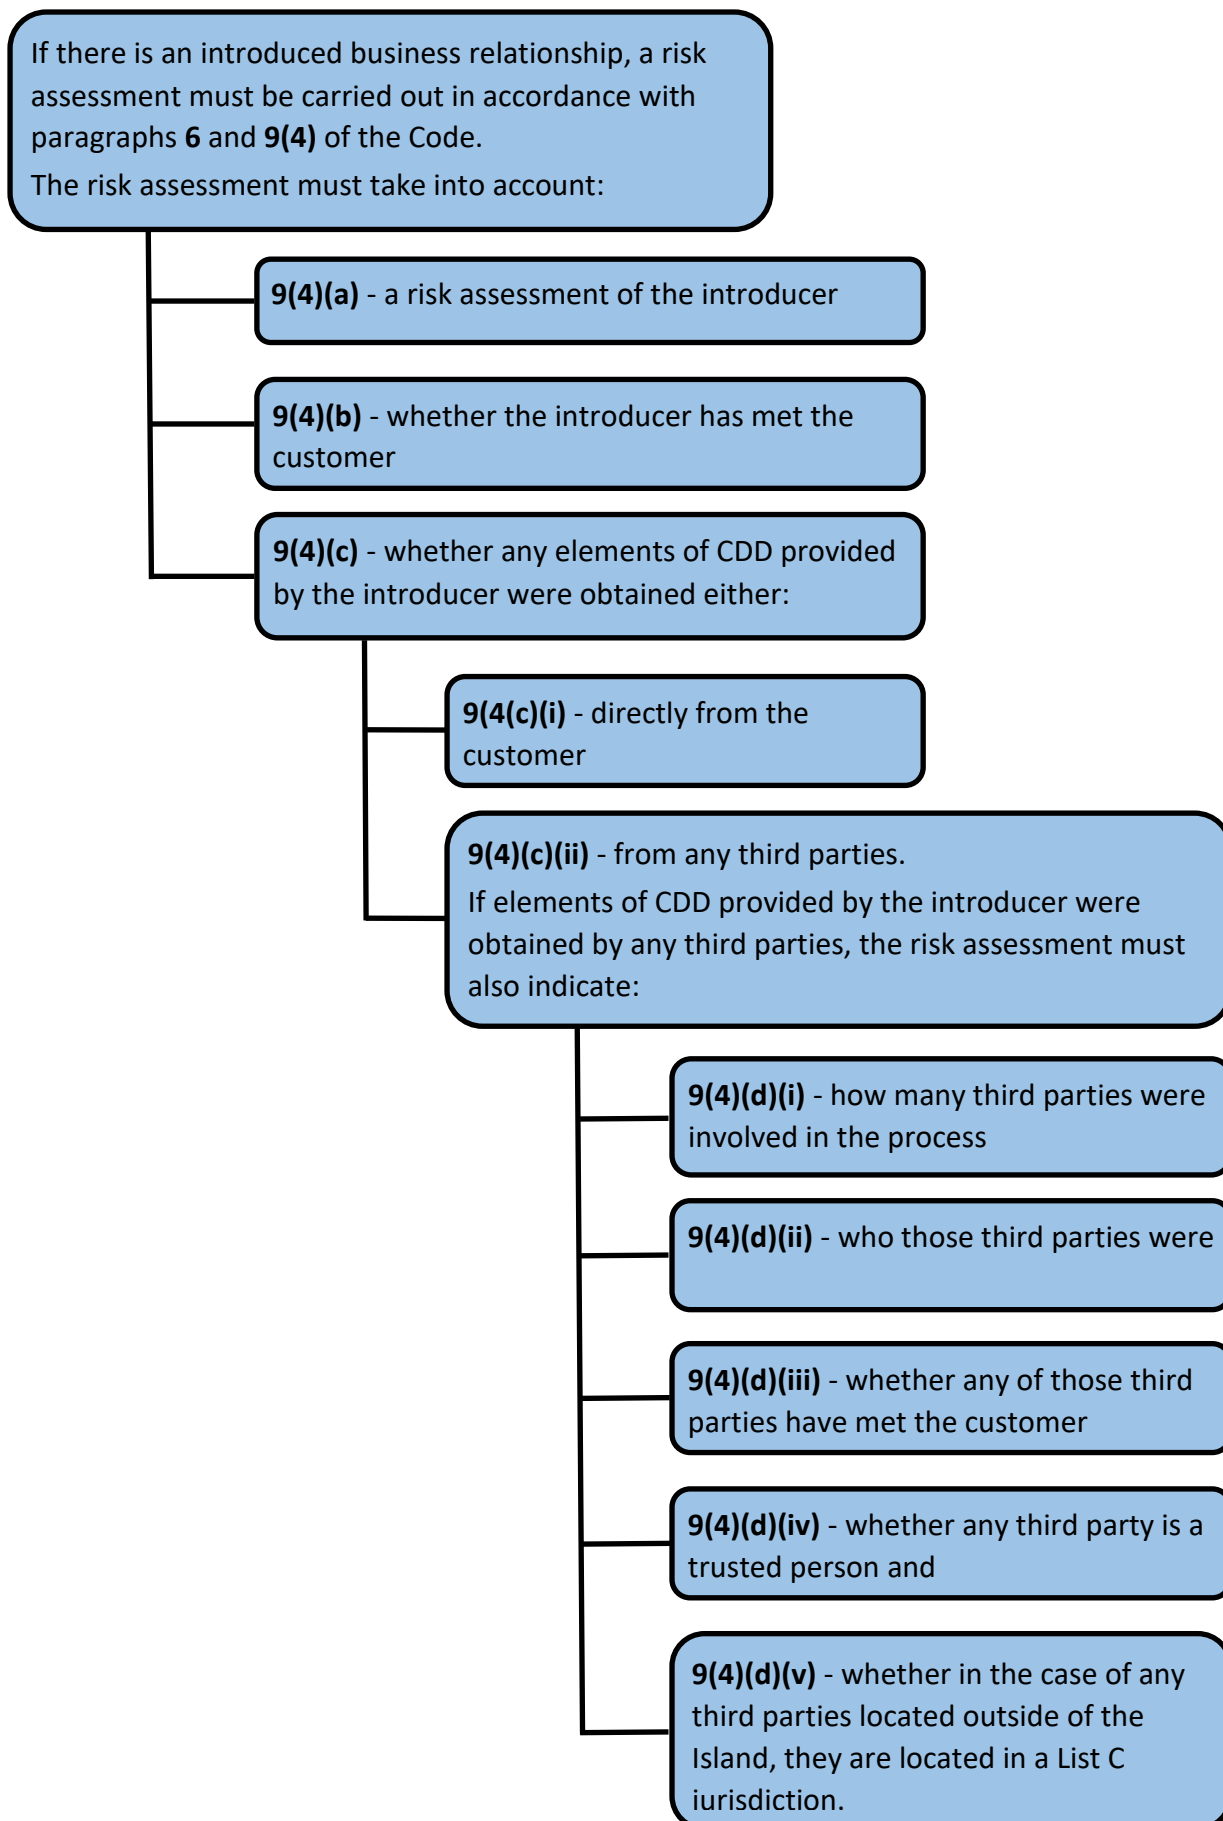 If there is an introduced business relationship, a risk
assessment must be carried out in accordance with
paragraphs 6 and 9(4) of the Code.
The risk assessment must take into account:
9(4)(a) - a risk assessment of the introducer
9(4)(b) - whether the introducer has met the
customer
9(4)(c) - whether any elements of CDD provided
by the introducer were obtained either:
9(4(c)(i) - directly from the
customer
9(4)(c)(ii) - from any third parties.
If elements of CDD provided by the introducer were
obtained by any third parties, the risk assessment must
also indicate:
9(4)(d)(i) - how many third parties were
involved in the process
9(4)(d)(ii) - who those third parties were
9(4)(d)(iii) - whether any of those third
parties have met the customer
9(4)(d)(iv) - whether any third party is a
trusted person and
9(4)(d)(v) - whether in the case of any
third parties located outside of the
Island, they are located in a List C
jurisdiction.